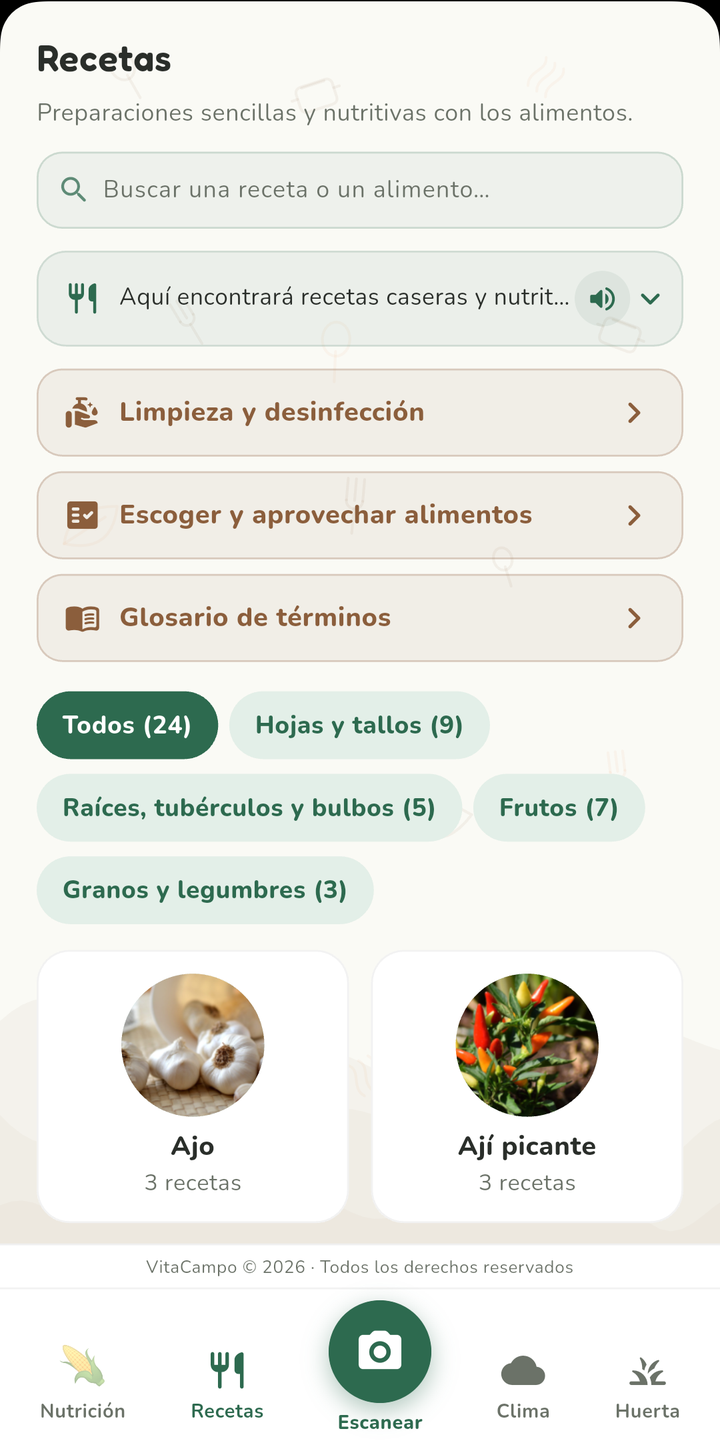 Recetas
Preparaciones sencillas y nutritivas con los alimentos.
Buscar una receta o un alimento...
Aquí encontrará recetas caseras y nutrit...
Limpieza y desinfección
Escoger y aprovechar alimentos
Glosario de términos
Todos (24)
Hojas y tallos (9)
Raíces, tubérculos y bulbos (5)
Frutos (7)
Granos y legumbres (3)
Ajo
3 recetas
Ají picante
3 recetas
VitaCampo © 2026 · Todos los derechos reservados
Nutrición
Recetas
Escanear
Clima
Huerta